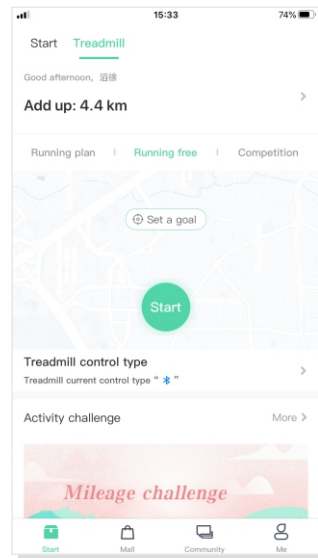 15:33
74%
Start Treadmill
Good afternoon, 滔徐
Add up: 4.4 km
Running plan Running free Competition
Set a goal
Start
Treadmill control type
Treadmill current control type " "
Activity challenge More
Mileage challenge
Start Mall Community Me